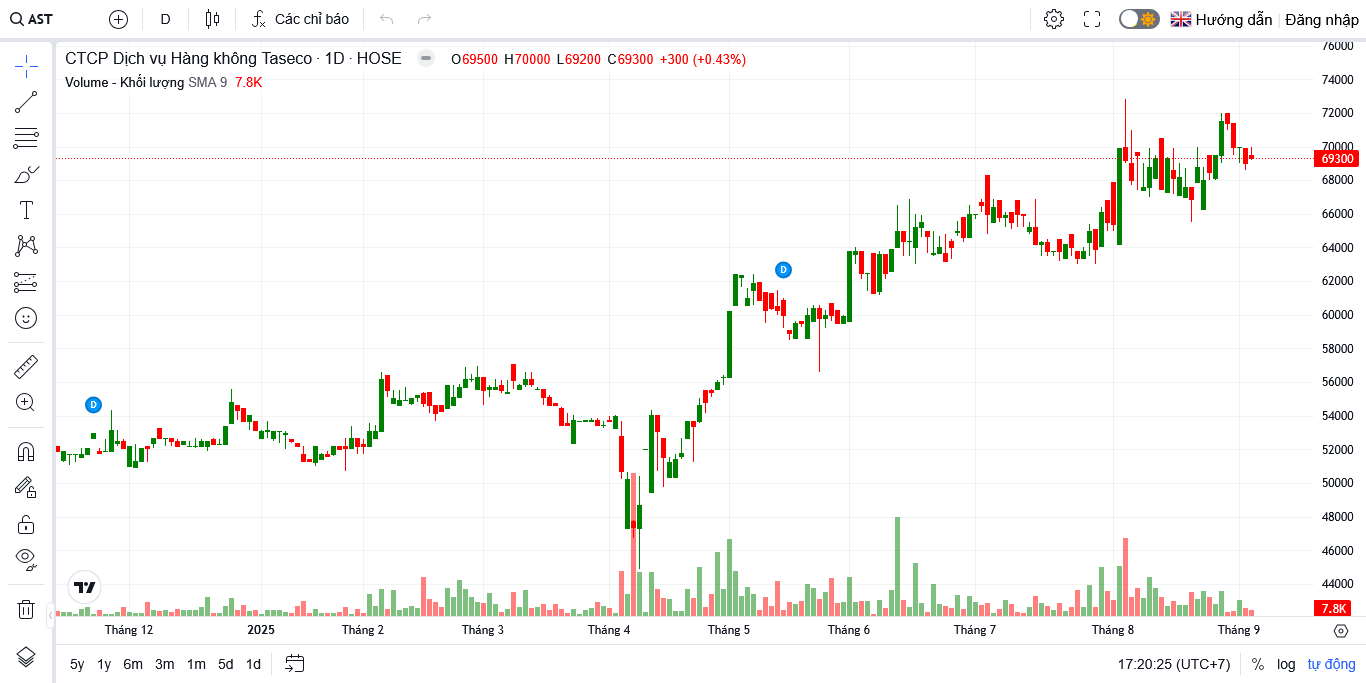 AST D Các chỉ báo Hướng dẫn Đăng nhập
CTCP Dịch vụ Hàng không Taseco · 1D · HOSE O69500 H70000 L69200 C69300 +300 (+0.43%)
Volume - Khối lượng SMA 9 7.8K
76000
74000
72000
70000
69300
68000
66000
64000
62000
60000
58000
56000
54000
52000
50000
48000
46000
44000
7.8K
D
D
Tháng 12 2025 Tháng 2 Tháng 3 Tháng 4 Tháng 5 Tháng 6 Tháng 7 Tháng 8 Tháng 9
5y 1y 6m 3m 1m 5d 1d 17:20:25 (UTC+7) % log tự động